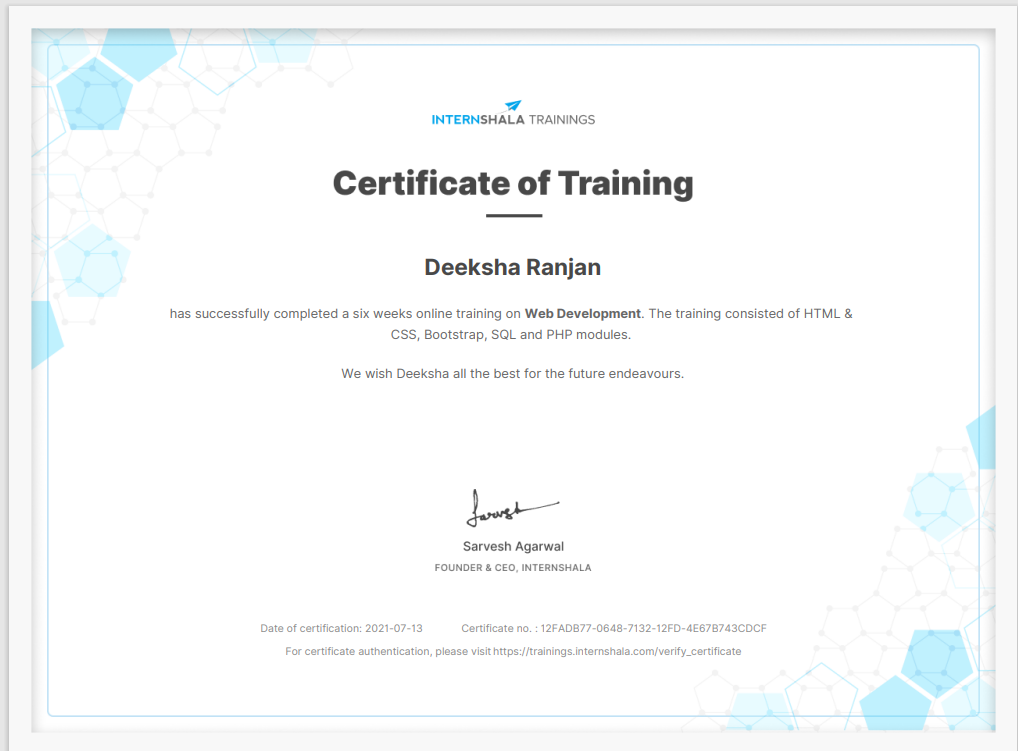 INTERNSHALA TRAININGS
Certificate of Training
Deeksha Ranjan
has successfully completed a six weeks online training on Web Development. The training consisted of HTML &
CSS, Bootstrap, SQL and PHP modules.
We wish Deeksha all the best for the future endeavours.
Sarvesh
Sarvesh Agarwal
FOUNDER & CEO, INTERNSHALA
Date of certification: 2021-07-13 Certificate no. : 12FADB77-0648-7132-12FD-4E67B743CDCF
For certificate authentication, please visit https://trainings.internshala.com/verify_certificate